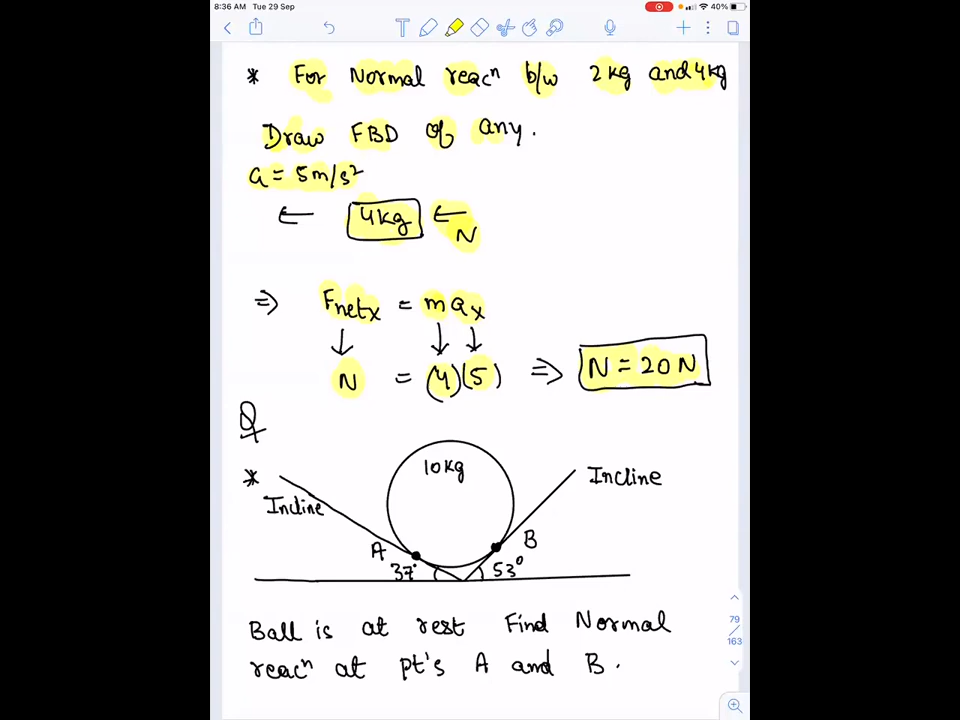 8:36 AM Tue 29 Sep
40%
* For Normal reacⁿ b/w 2kg and 4kg
Draw FBD of any.
a = 5m/s²
← 4kg ← N
⇒ Fnetx = max
↓ ↓ ↓
N = (4)(5) ⇒ N = 20 N
Q
*
10kg
Incline
Incline
A
B
37°
53°
79
/
163
Ball is at rest Find Normal
reacⁿ at pt's A and B.